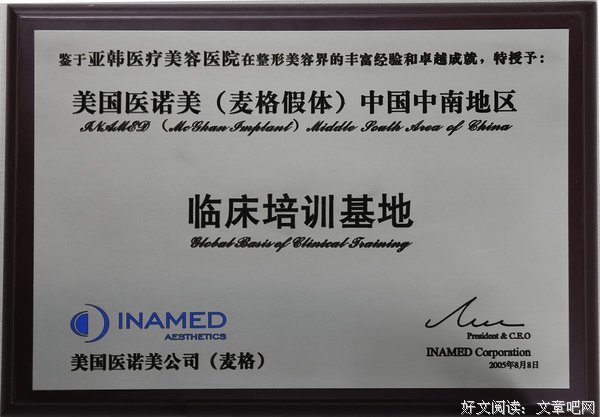 鉴于亚韩医疗美容医院在整形美容界的丰富经验和卓越成就，特授予：
美国医诺美（麦格假体）中国中南地区
INAMED （McGhan Implant）Middle South Area of China
临床培训基地
Global Basis of Clinical Training
INAMED
AESTHETICS
美国医诺美公司（麦格）
President & C.E.O
INAMED Corporation
2005年8月8日
好文阅读：文章吧网